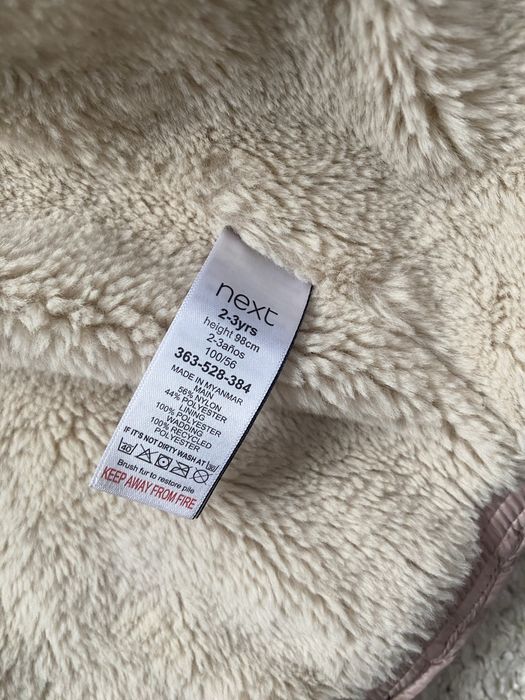 next
2-3yrs
height 98cm
2-3años
100/56
363-528-384
MADE IN MYANMAR
MAIN
56% NYLON
44% POLYESTER
LINING
100% POLYESTER
WADDING
100% RECYCLED
POLYESTER
IF IT'S NOT DIRTY WASH AT 30
40
Brush fur to restore pile
KEEP AWAY FROM FIRE